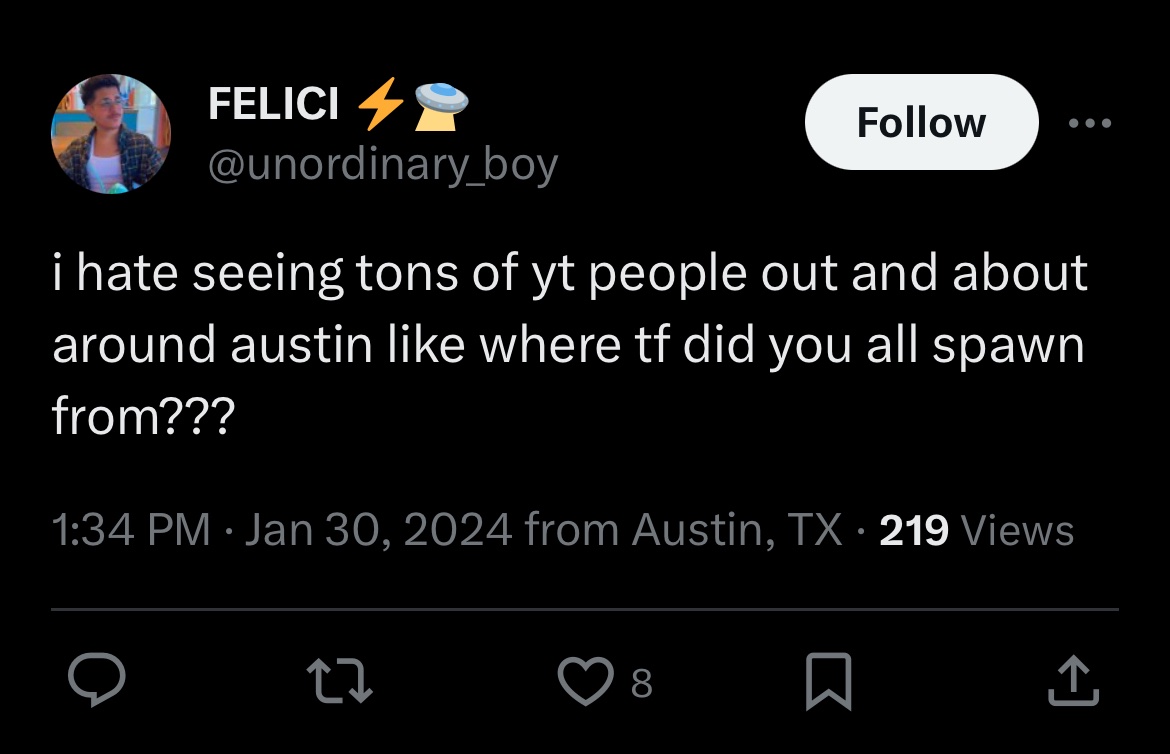 FELICI ⚡🛸
@unordinary_boy
Follow
i hate seeing tons of yt people out and about
around austin like where tf did you all spawn
from???
1:34 PM · Jan 30, 2024 from Austin, TX · 219 Views
8